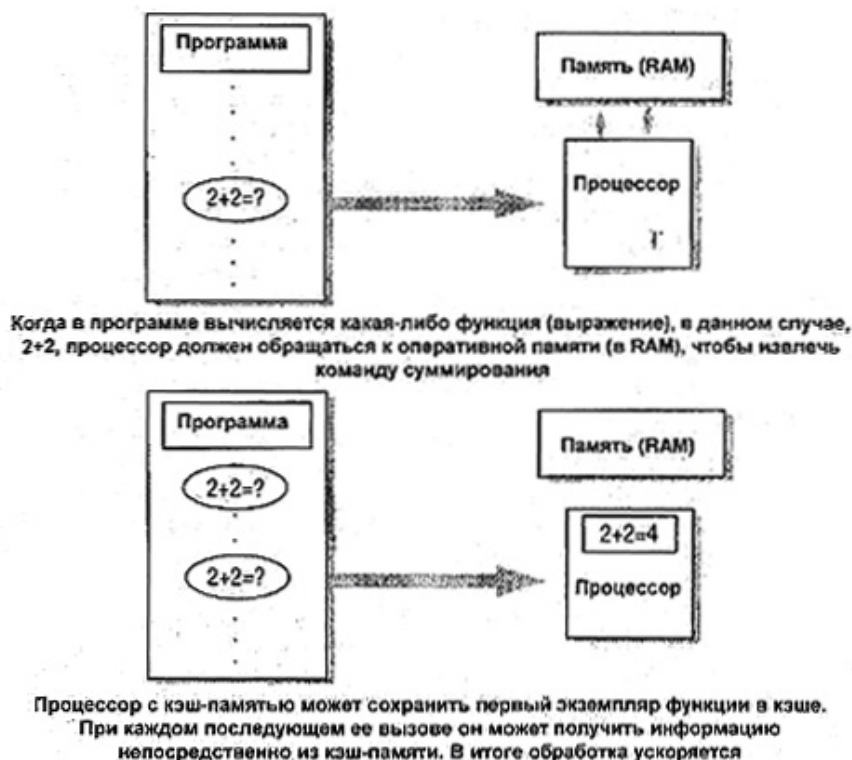 Программа
Память (RAM)
Процессор
2+2=?
Когда в программе вычисляется какая-либо функция (выражение), в данном случае,
2+2, процессор должен обращаться к оперативной памяти (в RAM), чтобы извлечь
команду суммирования
Программа
Память (RAM)
2+2=?
2+2=4
2+2=?
Процессор
Процессор с кэш-памятью может сохранить первый экземпляр функции в кэше.
При каждом последующем ее вызове он может получить информацию
непосредственно из кэш-памяти. В итоге обработка ускоряется